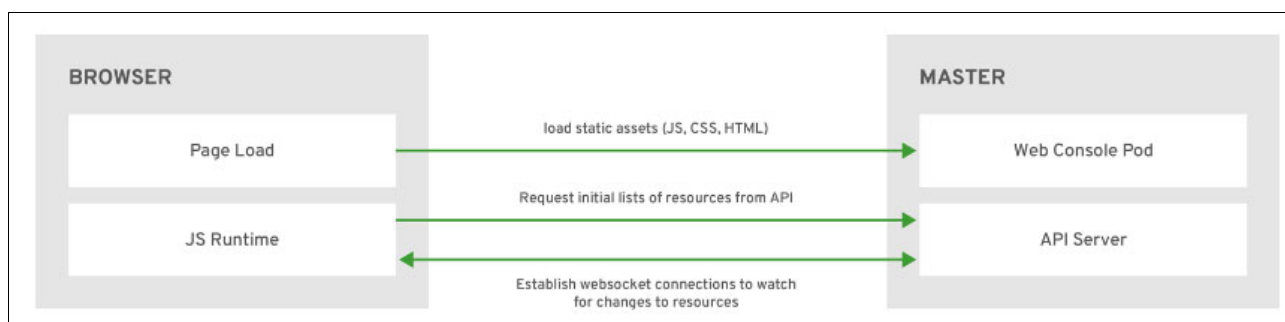 BROWSER
MASTER
load static assets (JS, CSS, HTML)
Page Load
Web Console Pod
Request initial lists of resources from API
JS Runtime
API Server
Establish websocket connections to watch
for changes to resources